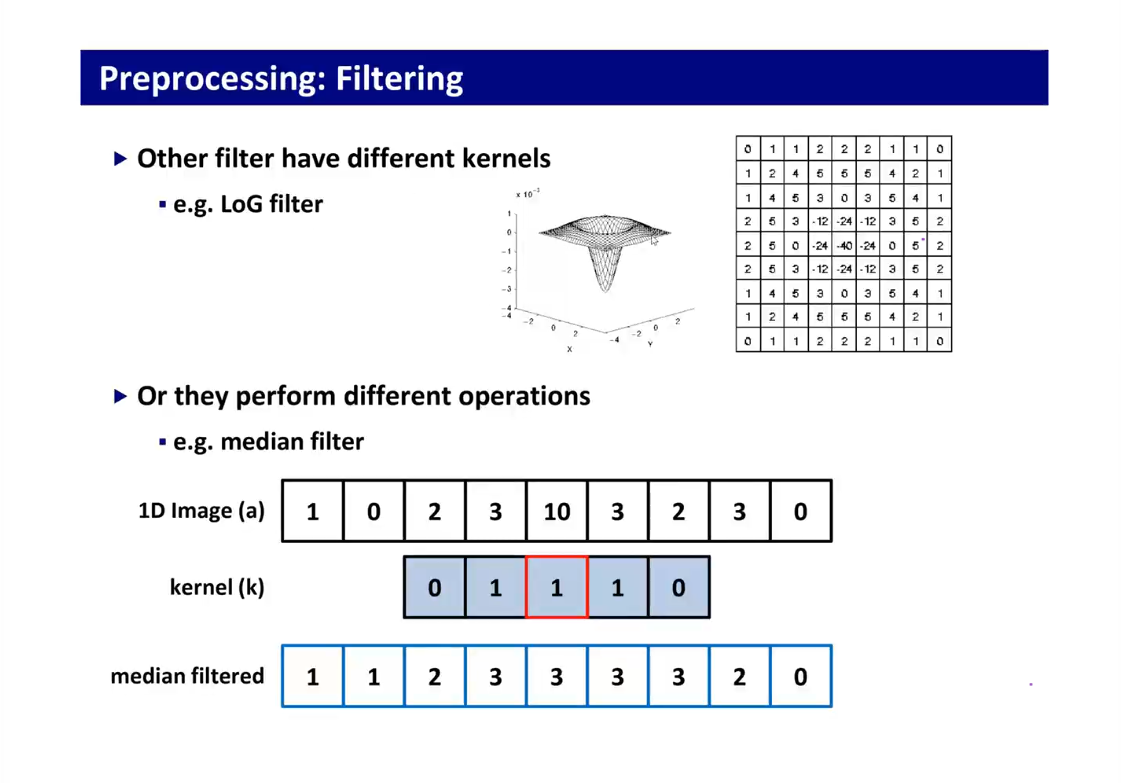 Preprocessing: Filtering
Other filter have different kernels
e.g. LoG filter
x 10⁻³
1
0
−1
−2
−3
−4
−4
−2
0
2
X
−4
−2
0
2
Y
0 1 1 2 2 2 1 1 0
1 2 4 5 5 5 4 2 1
1 4 5 3 0 3 5 4 1
2 5 3 -12 -24 -12 3 5 2
2 5 0 -24 -40 -24 0 5 2
2 5 3 -12 -24 -12 3 5 2
1 4 5 3 0 3 5 4 1
1 2 4 5 5 5 4 2 1
0 1 1 2 2 2 1 1 0
Or they perform different operations
e.g. median filter
1D Image (a) 1 0 2 3 10 3 2 3 0
kernel (k) 0 1 1 1 0
median filtered 1 1 2 3 3 3 3 2 0